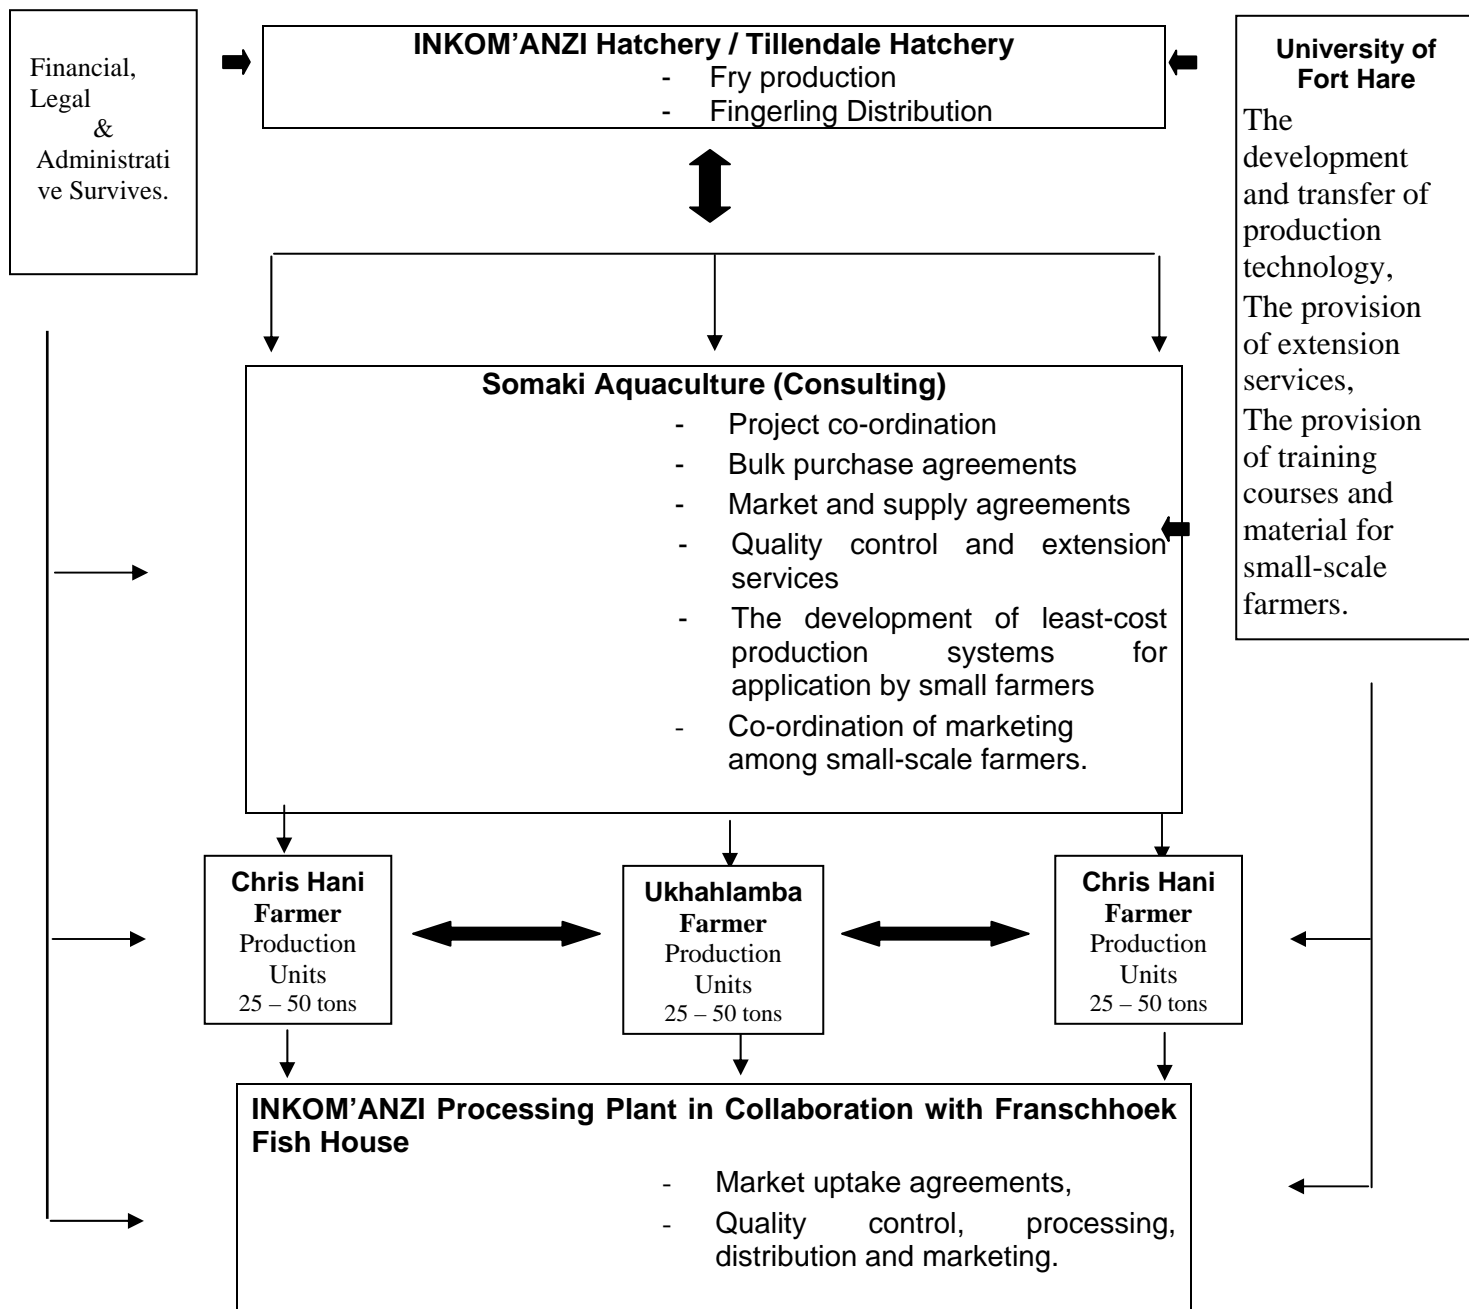 Financial,
Legal
&
Administrati
ve Survives.
INKOM’ANZI Hatchery / Tillendale Hatchery
- Fry production
- Fingerling Distribution
University of
Fort Hare
The
development
and transfer of
production
technology,
The provision
of extension
services,
The provision
of training
courses and
material for
small-scale
farmers.
Somaki Aquaculture (Consulting)
- Project co-ordination
- Bulk purchase agreements
- Market and supply agreements
- Quality control and extension
services
- The development of least-cost
production systems for
application by small farmers
- Co-ordination of marketing
among small-scale farmers.
Chris Hani
Farmer
Production
Units
25 – 50 tons
Ukhahlamba
Farmer
Production
Units
25 – 50 tons
Chris Hani
Farmer
Production
Units
25 – 50 tons
INKOM’ANZI Processing Plant in Collaboration with Franschhoek
Fish House
- Market uptake agreements,
- Quality control, processing,
distribution and marketing.